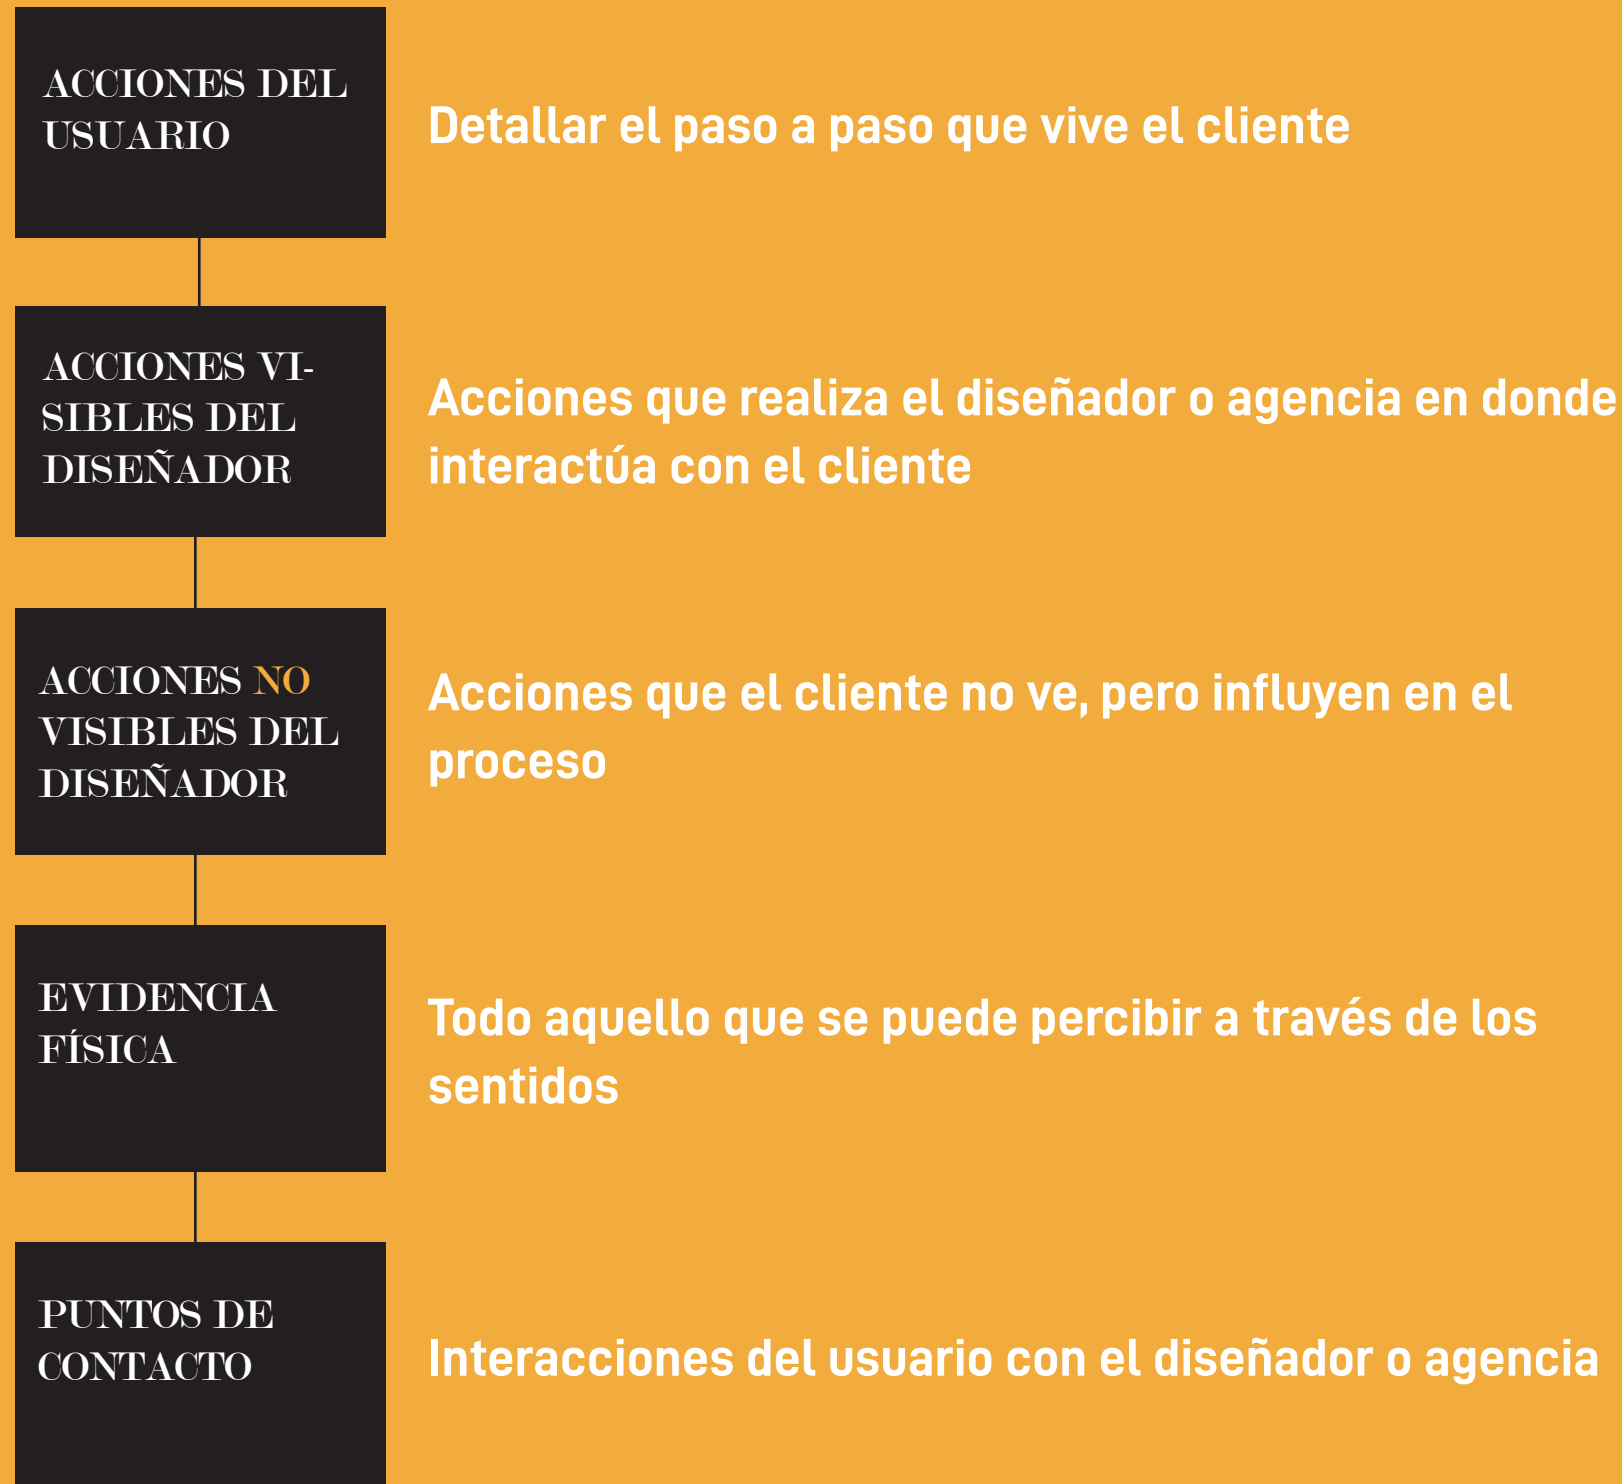 ACCIONES DEL
USUARIO
Detallar el paso a paso que vive el cliente
ACCIONES VI-
SIBLES DEL
DISEÑADOR
Acciones que realiza el diseñador o agencia en donde
interactúa con el cliente
ACCIONES NO
VISIBLES DEL
DISEÑADOR
Acciones que el cliente no ve, pero influyen en el
proceso
EVIDENCIA
FÍSICA
Todo aquello que se puede percibir a través de los
sentidos
PUNTOS DE
CONTACTO
Interacciones del usuario con el diseñador o agencia